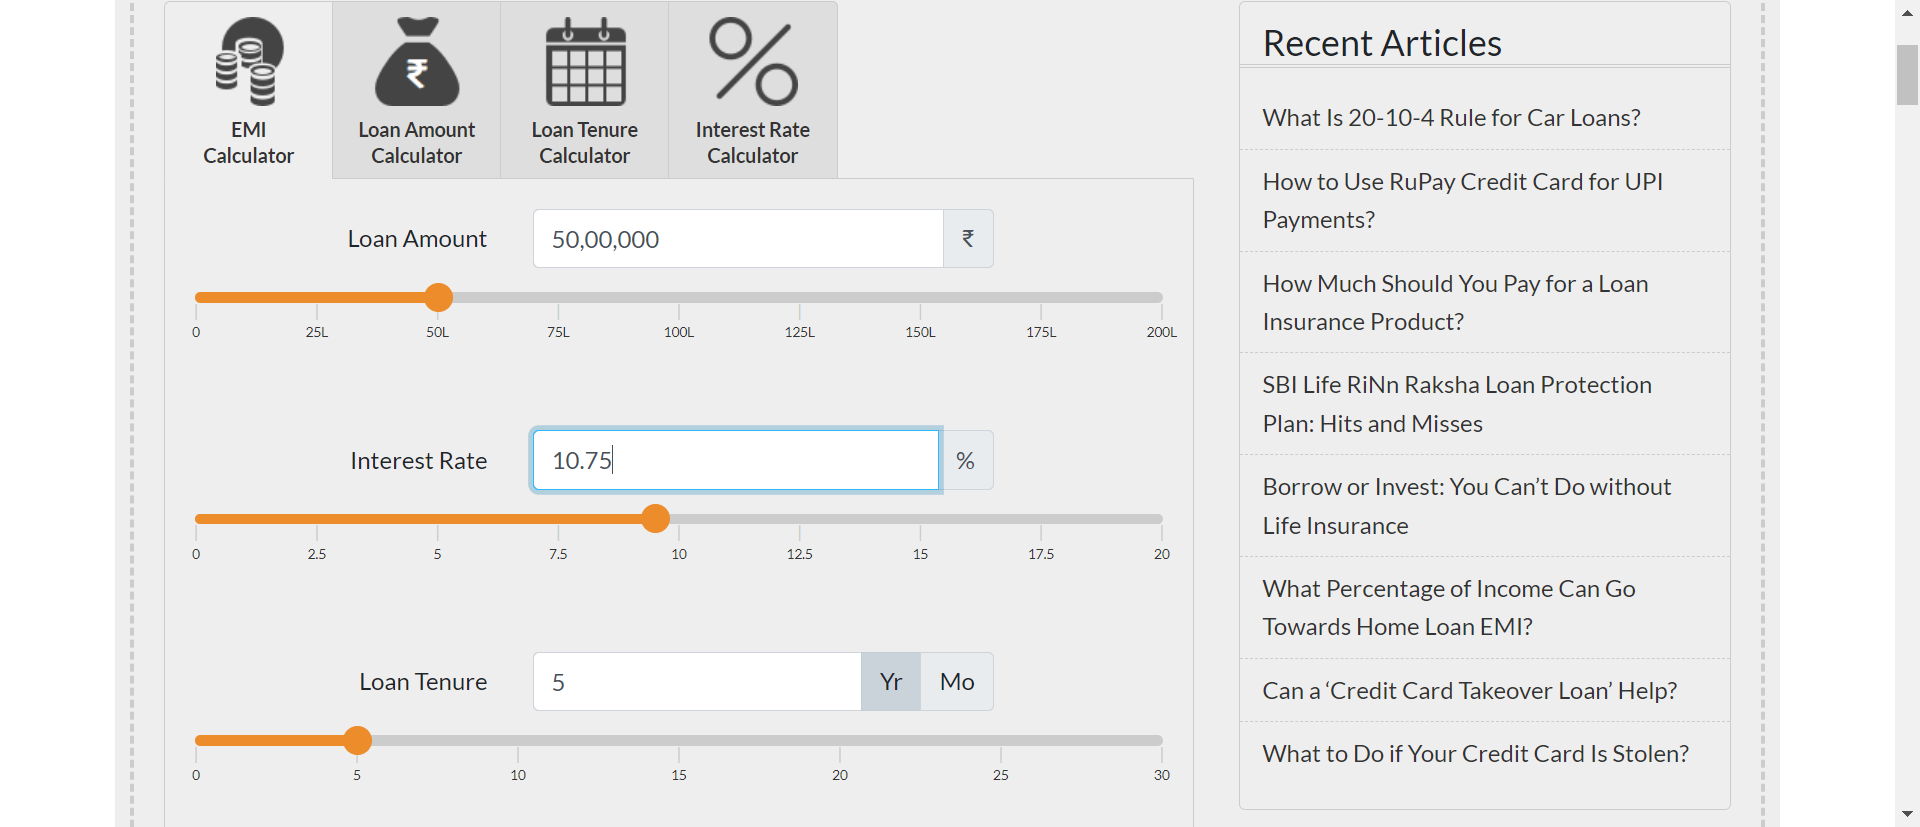 EMI
Calculator
Loan Amount
Calculator
Loan Tenure
Calculator
Interest Rate
Calculator
Loan Amount
50,00,000
₹
0 25L 50L 75L 100L 125L 150L 175L 200L
Interest Rate
10.75
%
0 2.5 5 7.5 10 12.5 15 17.5 20
Loan Tenure
5
Yr Mo
0 5 10 15 20 25 30
Recent Articles
What Is 20-10-4 Rule for Car Loans?
How to Use RuPay Credit Card for UPI
Payments?
How Much Should You Pay for a Loan
Insurance Product?
SBI Life RiNn Raksha Loan Protection
Plan: Hits and Misses
Borrow or Invest: You Can’t Do without
Life Insurance
What Percentage of Income Can Go
Towards Home Loan EMI?
Can a ‘Credit Card Takeover Loan’ Help?
What to Do if Your Credit Card Is Stolen?